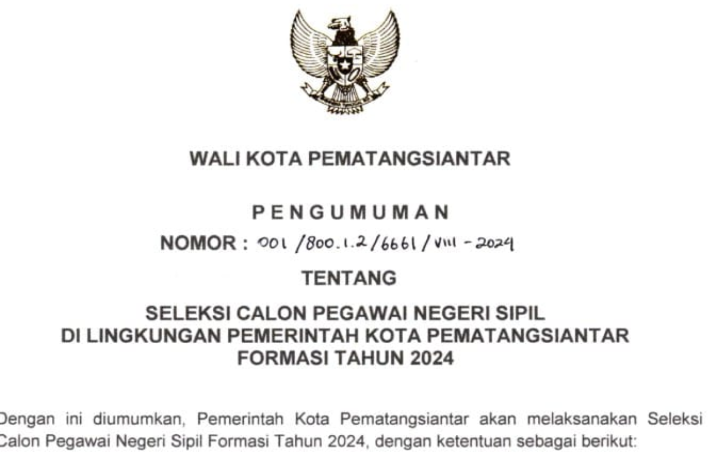 WALI KOTA PEMATANGSIANTAR
PENGUMUMAN
NOMOR : 001/800.1.2/6661/VIII-2024
TENTANG
SELEKSI CALON PEGAWAI NEGERI SIPIL
DI LINGKUNGAN PEMERINTAH KOTA PEMATANGSIANTAR
FORMASI TAHUN 2024
Dengan ini diumumkan, Pemerintah Kota Pematangsiantar akan melaksanakan Seleksi
Calon Pegawai Negeri Sipil Formasi Tahun 2024, dengan ketentuan sebagai berikut: